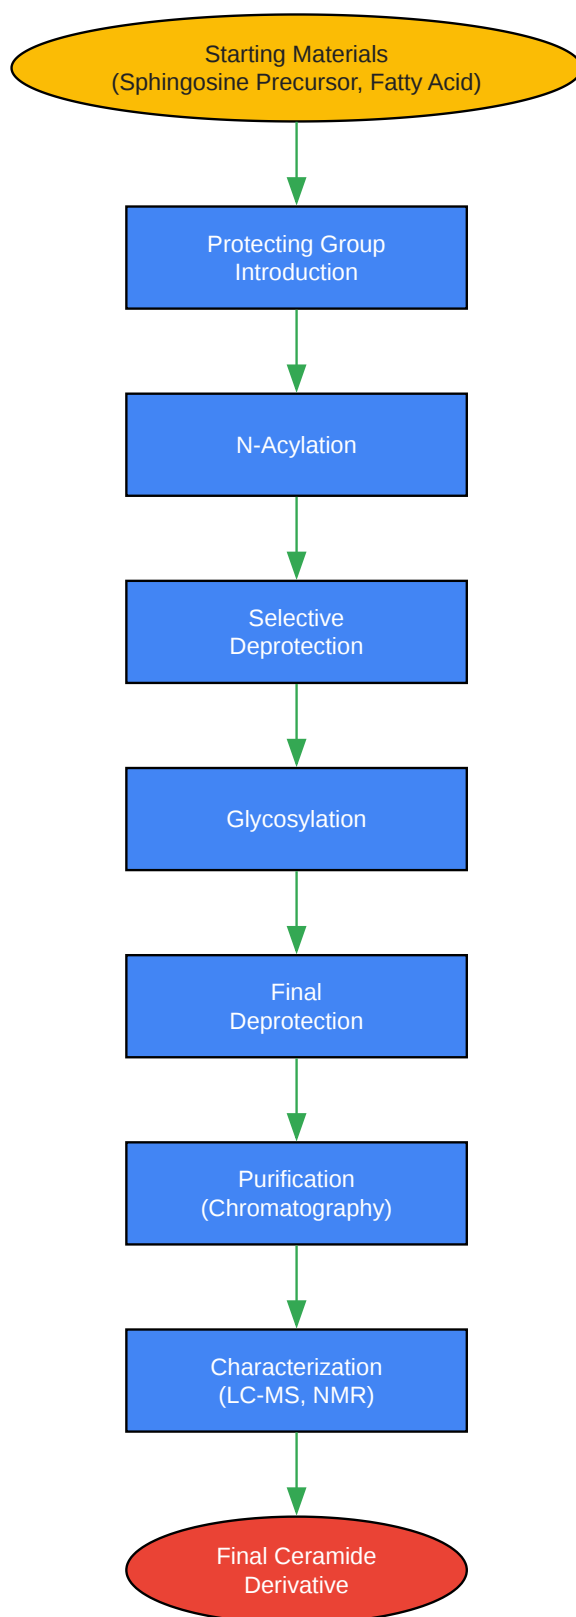 Starting Materials
(Sphingosine Precursor, Fatty Acid)
Protecting Group
Introduction
N-Acylation
Selective
Deprotection
Glycosylation
Final
Deprotection
Purification
(Chromatography)
Characterization
(LC-MS, NMR)
Final Ceramide
Derivative